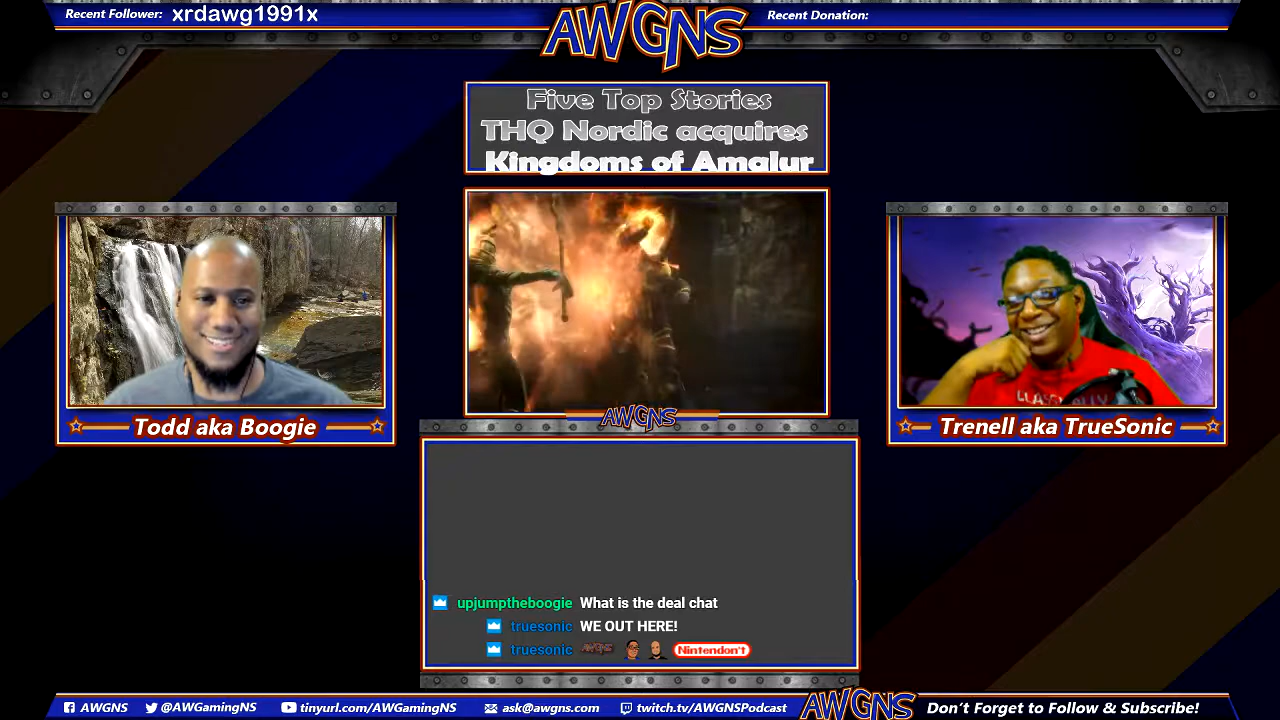 Recent Follower: xrdawg1991x
AWGNS
Recent Donation:
Five Top Stories
THQ Nordic acquires
Kingdoms of Amalur
Todd aka Boogie
AWGNS
Trenell aka TrueSonic
upjumptheboogie What is the deal chat
truesonic WE OUT HERE!
truesonic AWGNS Nintendon't
AWGNS @AWGamingNS tinyurl.com/AWGamingNS ask@awgns.com twitch.tv/AWGNSPodcast AWGNS Don't Forget to Follow & Subscribe!